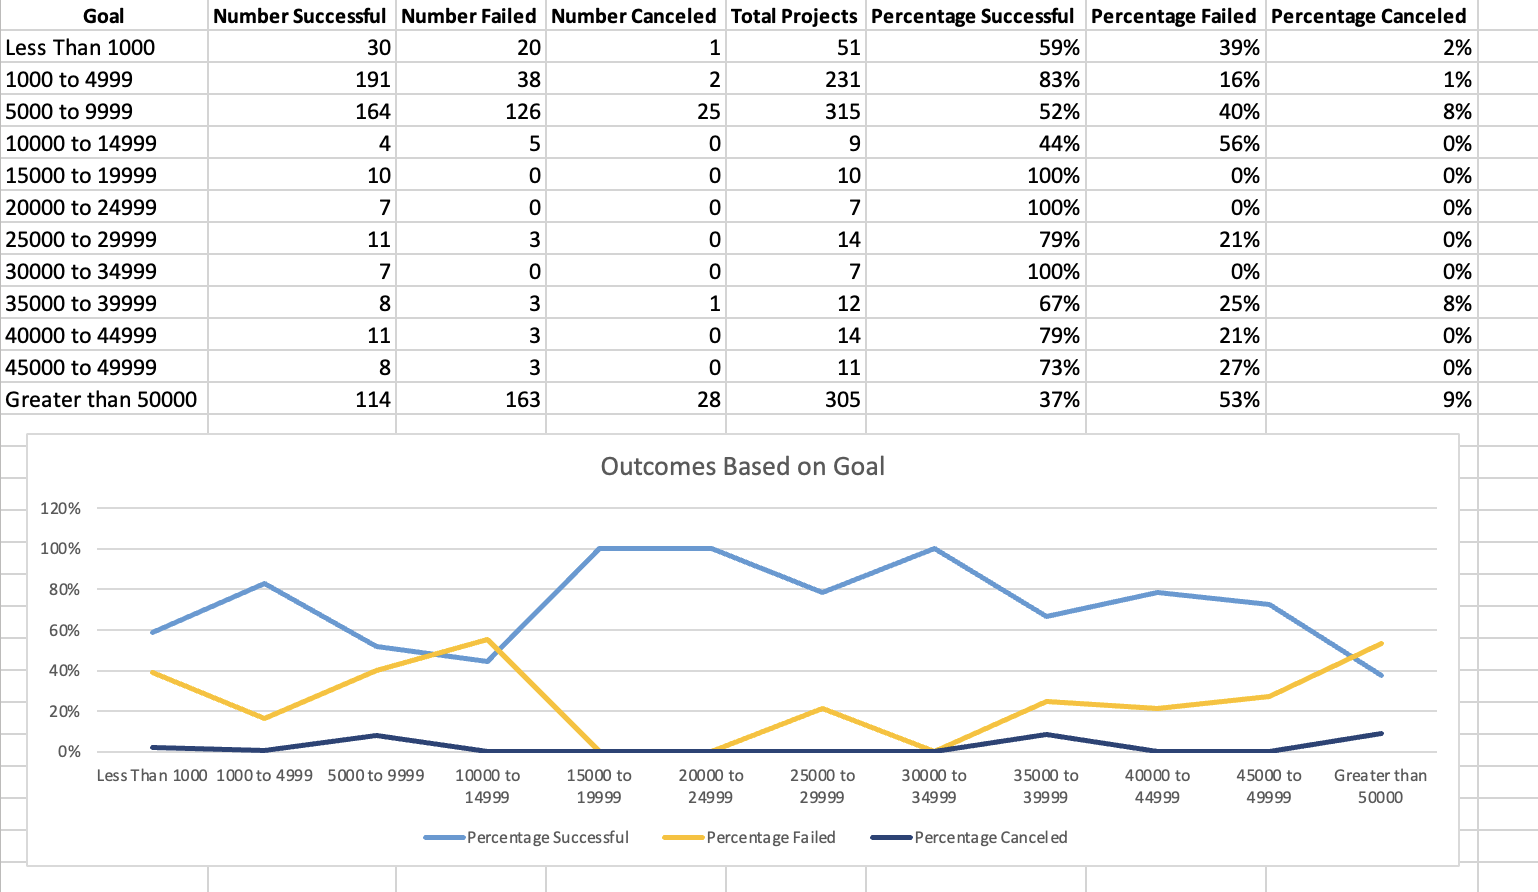 Goal Number Successful Number Failed Number Canceled Total Projects Percentage Successful Percentage Failed Percentage Canceled
Less Than 1000 30 20 1 51 59% 39% 2%
1000 to 4999 191 38 2 231 83% 16% 1%
5000 to 9999 164 126 25 315 52% 40% 8%
10000 to 14999 4 5 0 9 44% 56% 0%
15000 to 19999 10 0 0 10 100% 0% 0%
20000 to 24999 7 0 0 7 100% 0% 0%
25000 to 29999 11 3 0 14 79% 21% 0%
30000 to 34999 7 0 0 7 100% 0% 0%
35000 to 39999 8 3 1 12 67% 25% 8%
40000 to 44999 11 3 0 14 79% 21% 0%
45000 to 49999 8 3 0 11 73% 27% 0%
Greater than 50000 114 163 28 305 37% 53% 9%
Outcomes Based on Goal
120%
100%
80%
60%
40%
20%
0%
Less Than 1000 1000 to 4999 5000 to 9999 10000 to 15000 to 20000 to 25000 to 30000 to 35000 to 40000 to 45000 to Greater than
14999 19999 24999 29999 34999 39999 44999 49999 50000
Percentage Successful Percentage Failed Percentage Canceled